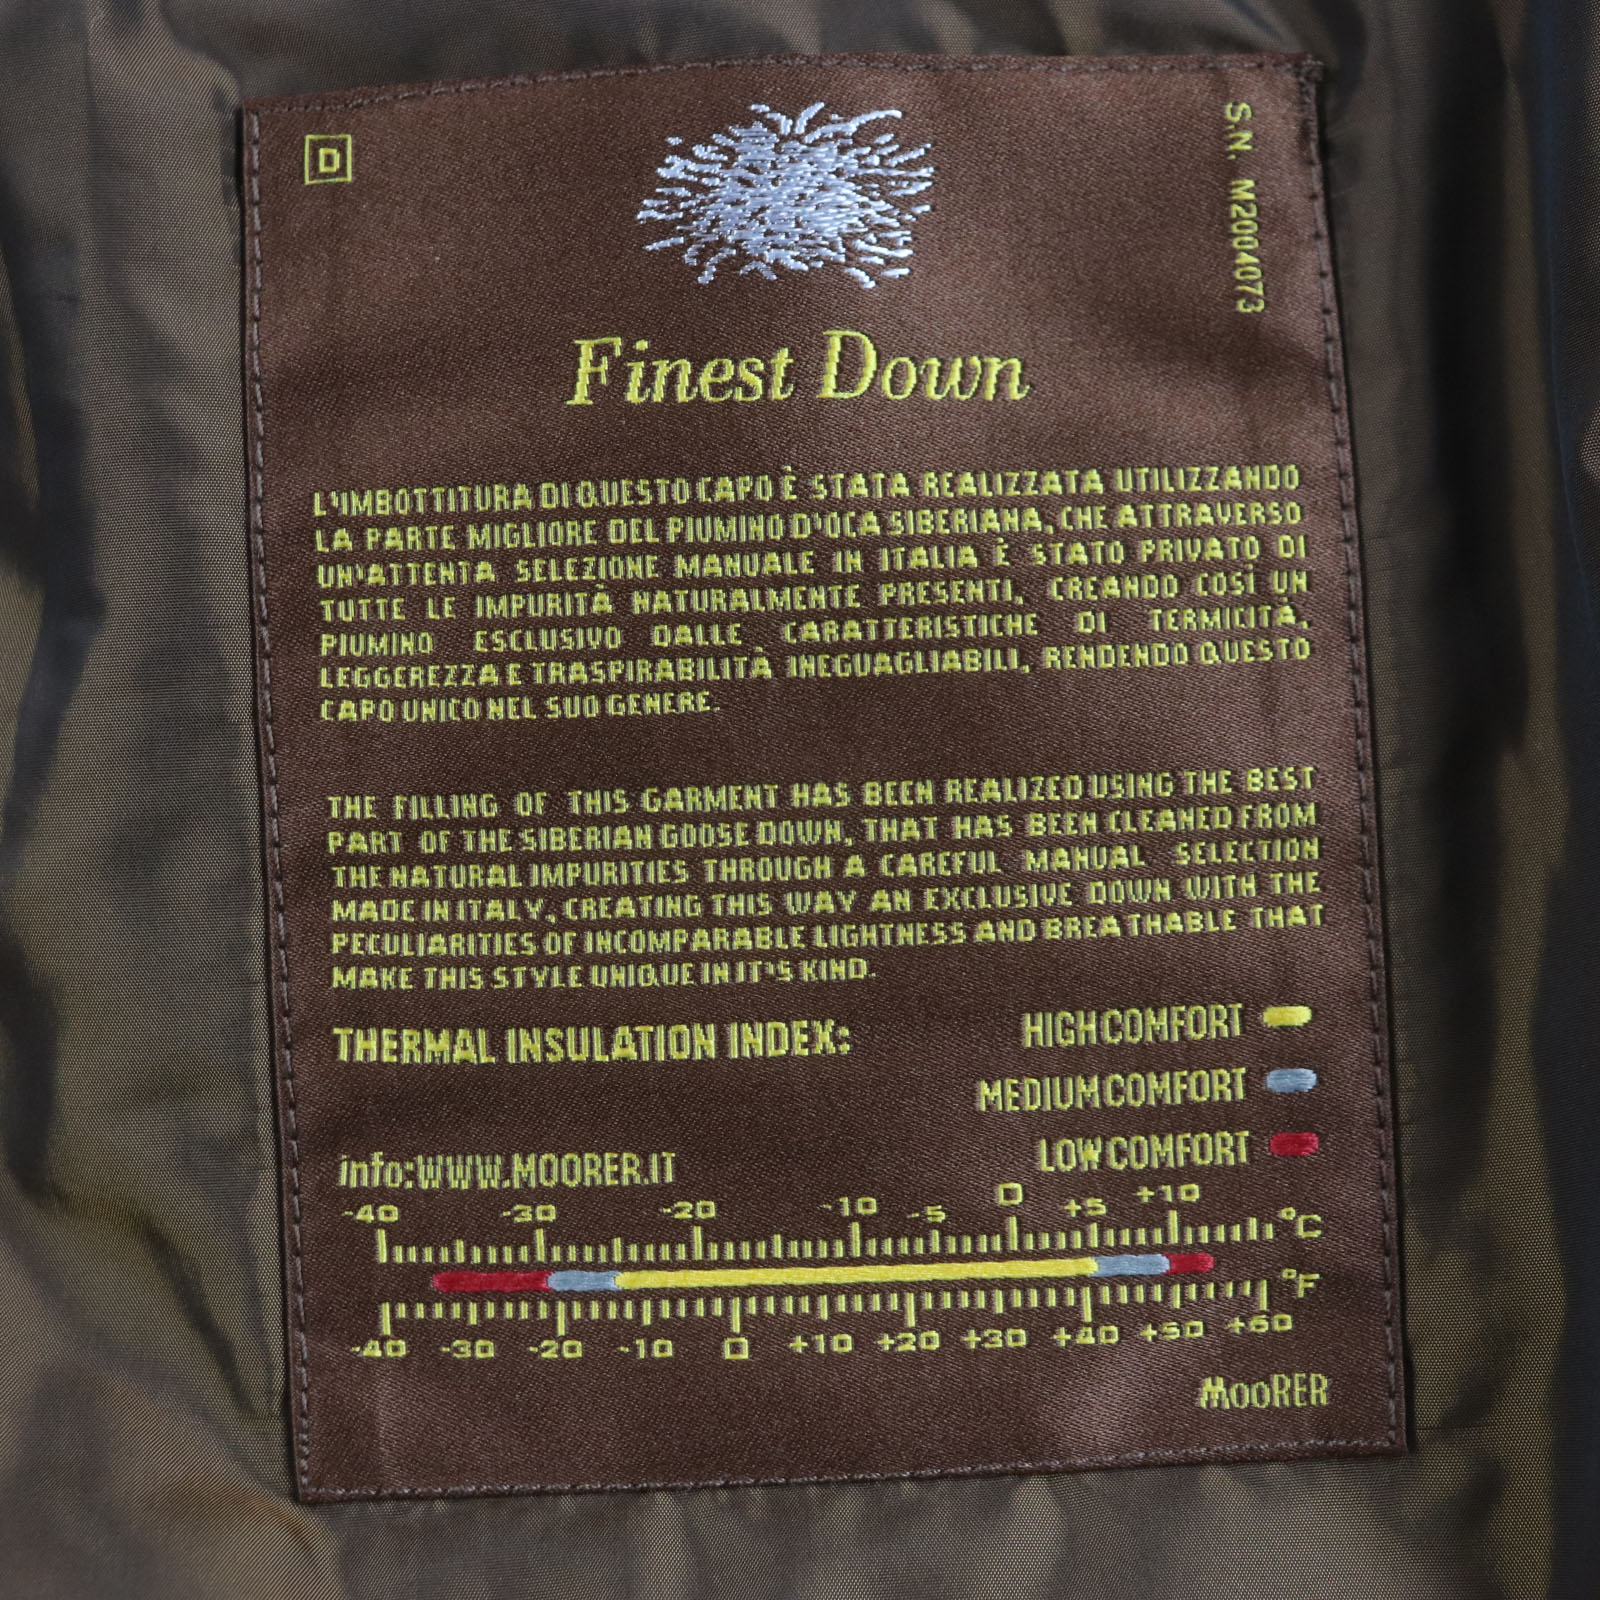 D
S.N. M2004073
Finest Down
L'IMBOTTITURA DI QUESTO CAPO È STATA REALIZZATA UTILIZZANDO
LA PARTE MIGLIORE DEL PIUMINO D'OCA SIBERIANA, CHE ATTRAVERSO
UN'ATTENTA SELEZIONE MANUALE IN ITALIA È STATO PRIVATO DI
TUTTE LE IMPURITÀ NATURALMENTE PRESENTI, CREANDO COSÌ UN
PIUMINO ESCLUSIVO DALLE CARATTERISTICHE DI TERMICITÀ,
LEGGEREZZA E TRASPIRABILITÀ INEGUAGLIABILI, RENDENDO QUESTO
CAPO UNICO NEL SUO GENERE.
THE FILLING OF THIS GARMENT HAS BEEN REALIZED USING THE BEST
PART OF THE SIBERIAN GOOSE DOWN, THAT HAS BEEN CLEANED FROM
THE NATURAL IMPURITIES THROUGH A CAREFUL MANUAL SELECTION
MADE IN ITALY, CREATING THIS WAY AN EXCLUSIVE DOWN WITH THE
PECULIARITIES OF INCOMPARABLE LIGHTNESS AND BREATHABLE THAT
MAKE THIS STYLE UNIQUE IN IT'S KIND.
THERMAL INSULATION INDEX: HIGH COMFORT
MEDIUM COMFORT
LOW COMFORT
info:WWW.MOORER.IT
-40 -30 -20 -10 -5 0 +5 +10 °C
-40 -30 -20 -10 0 +10 +20 +30 +40 +50 +60 °F
MooRER